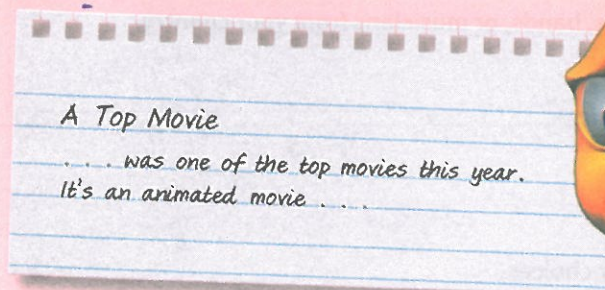 A Top Movie
. . . was one of the top movies this year.
It's an animated movie . . .